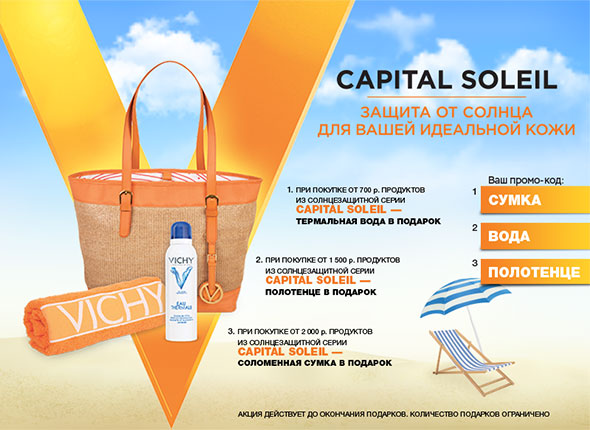 CAPITAL SOLEIL
ЗАЩИТА ОТ СОЛНЦА
ДЛЯ ВАШЕЙ ИДЕАЛЬНОЙ КОЖИ
1. ПРИ ПОКУПКЕ ОТ 700 р. ПРОДУКТОВ
ИЗ СОЛНЦЕЗАЩИТНОЙ СЕРИИ
CAPITAL SOLEIL —
ТЕРМАЛЬНАЯ ВОДА В ПОДАРОК
2. ПРИ ПОКУПКЕ ОТ 1 500 р. ПРОДУКТОВ
ИЗ СОЛНЦЕЗАЩИТНОЙ СЕРИИ
CAPITAL SOLEIL —
ПОЛОТЕНЦЕ В ПОДАРОК
3. ПРИ ПОКУПКЕ ОТ 2 000 р. ПРОДУКТОВ
ИЗ СОЛНЦЕЗАЩИТНОЙ СЕРИИ
CAPITAL SOLEIL —
СОЛОМЕННАЯ СУМКА В ПОДАРОК
Ваш промо-код:
1 СУМКА
2 ВОДА
3 ПОЛОТЕНЦЕ
VICHY
VICHY
EAU
THERMALE
АКЦИЯ ДЕЙСТВУЕТ ДО ОКОНЧАНИЯ ПОДАРКОВ. КОЛИЧЕСТВО ПОДАРКОВ ОГРАНИЧЕНО